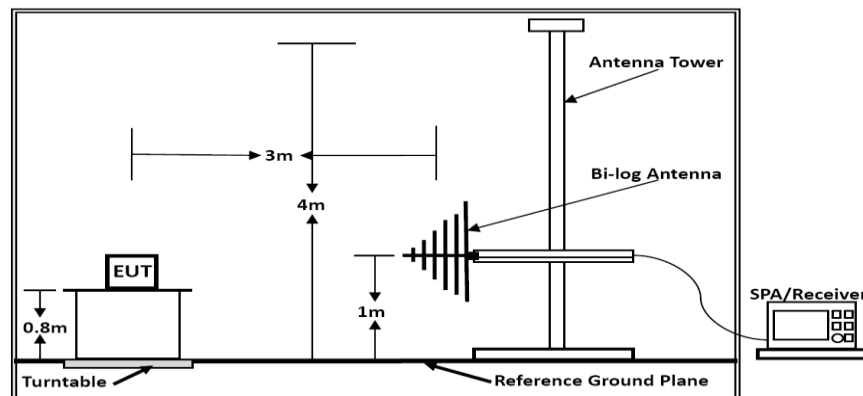 Antenna Tower
3m
Bi-log Antenna
4m
EUT
SPA/Receiver
0.8m
1m
Turntable
Reference Ground Plane